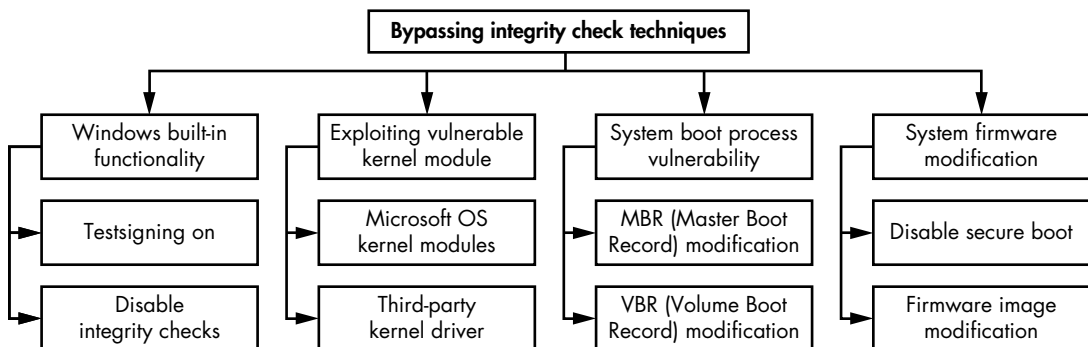 Bypassing integrity check techniques
Windows built-in
functionality
Testsigning on
Disable
integrity checks
Exploiting vulnerable
kernel module
Microsoft OS
kernel modules
Third-party
kernel driver
System boot process
vulnerability
MBR (Master Boot
Record) modification
VBR (Volume Boot
Record) modification
System firmware
modification
Disable secure boot
Firmware image
modification